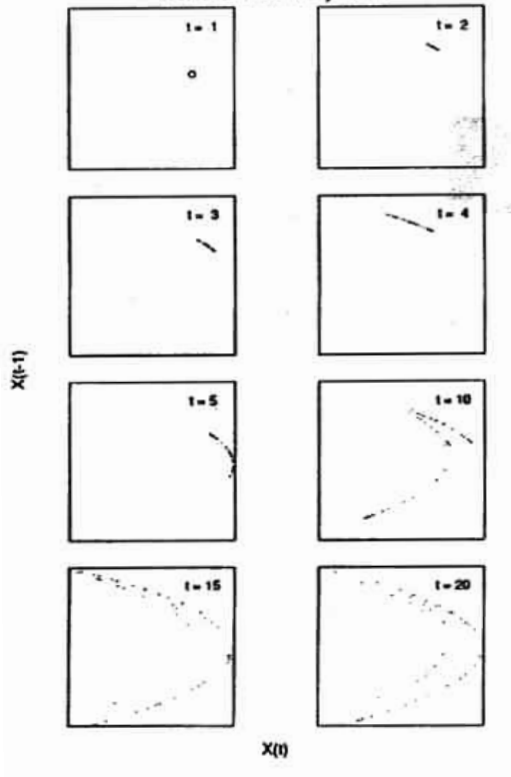 t = 1
t = 2
t = 3
t = 4
X(t-1)
t = 5
t = 10
t = 15
t = 20
X(t)